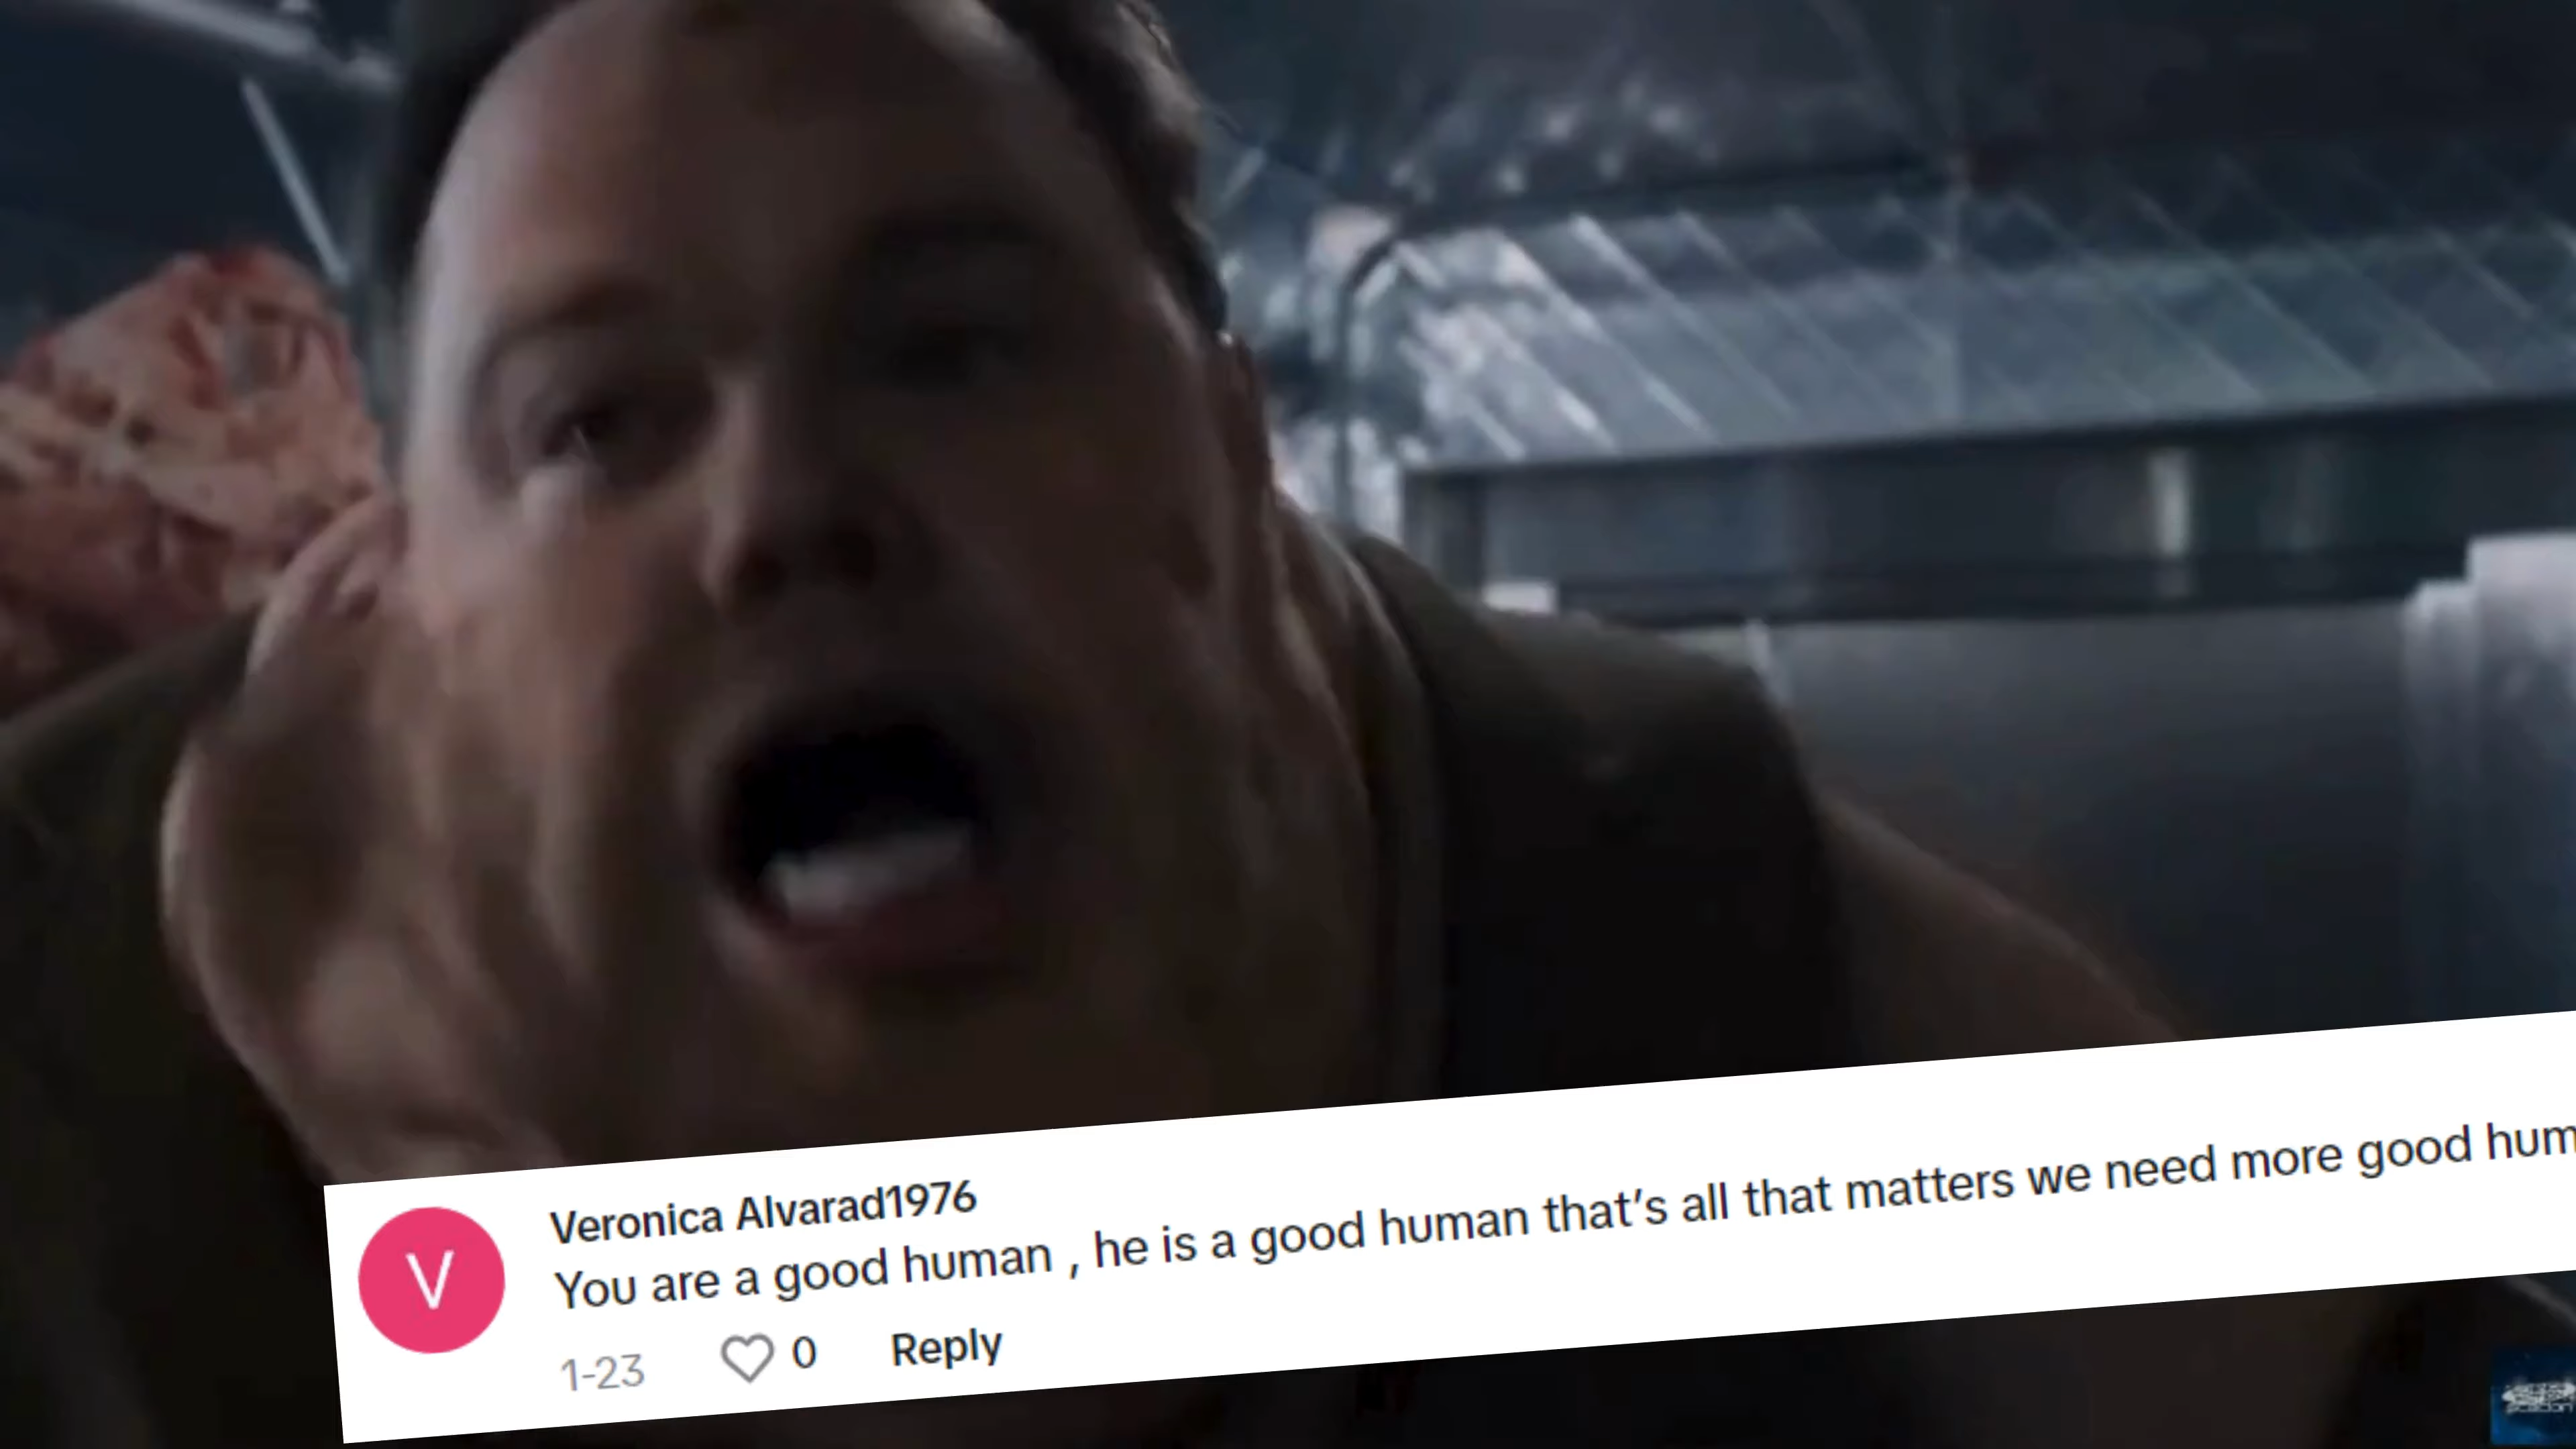 V
Veronica Alvarad1976
You are a good human , he is a good human that's all that matters we need more good hum
1-23 0 Reply